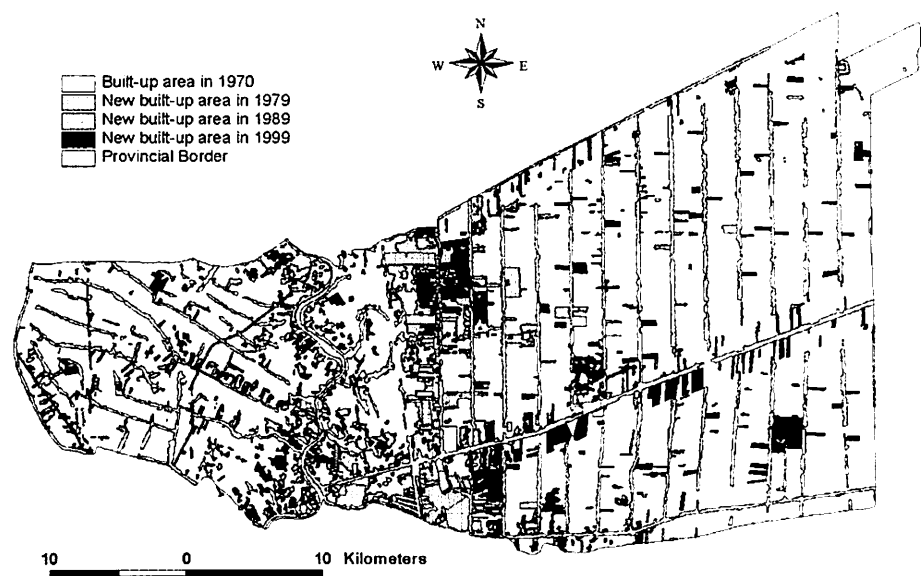 N
W E
S
Built-up area in 1970
New built-up area in 1979
New built-up area in 1989
New built-up area in 1999
Provincial Border
10 0 10 Kilometers